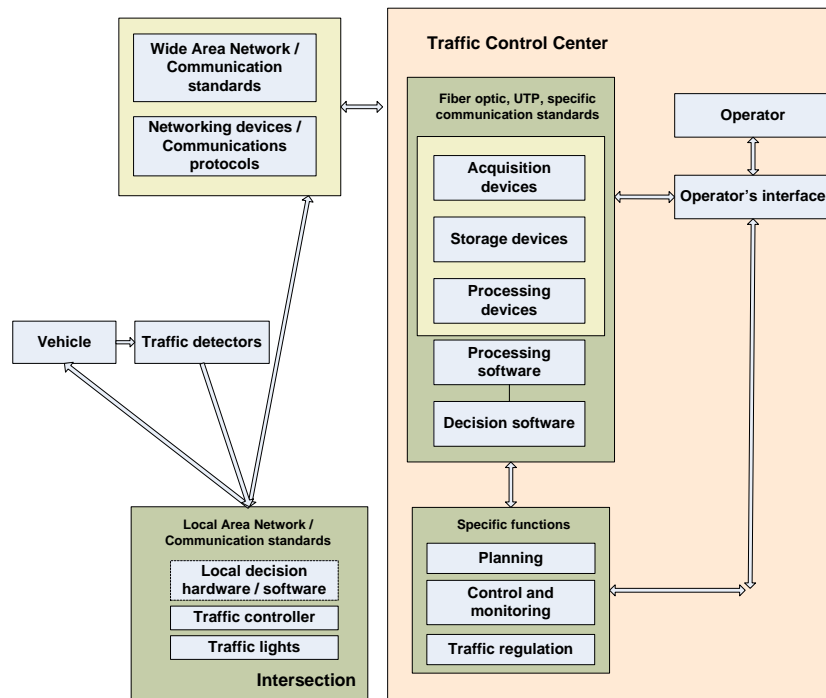 Wide Area Network /
Communication
standards
Networking devices /
Communications
protocols
Traffic Control Center
Fiber optic, UTP, specific
communication standards
Acquisition
devices
Storage devices
Processing
devices
Processing
software
Decision software
Operator
Operator's interface
Vehicle
Traffic detectors
Local Area Network /
Communication standards
Local decision
hardware / software
Traffic controller
Traffic lights
Intersection
Specific functions
Planning
Control and
monitoring
Traffic regulation